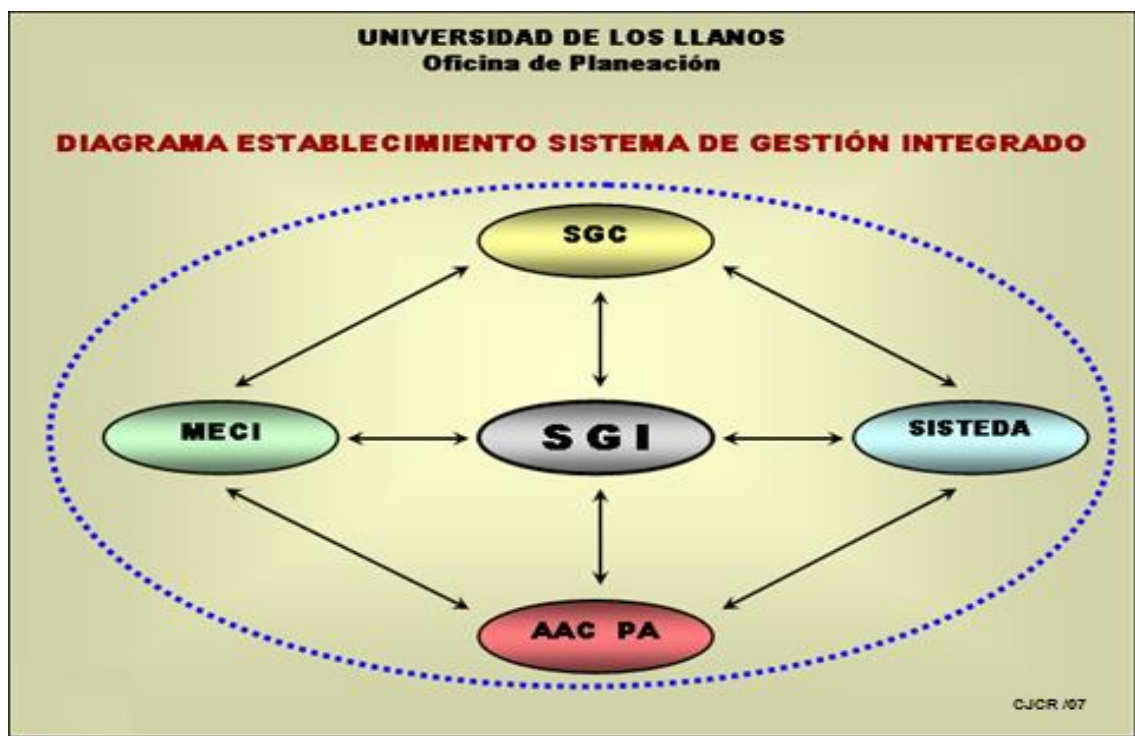 UNIVERSIDAD DE LOS LLANOS
Oficina de Planeación
DIAGRAMA ESTABLECIMIENTO SISTEMA DE GESTIÓN INTEGRADO
SGC
MECI
S G I
SISTEDA
AAC PA
CJCR /07